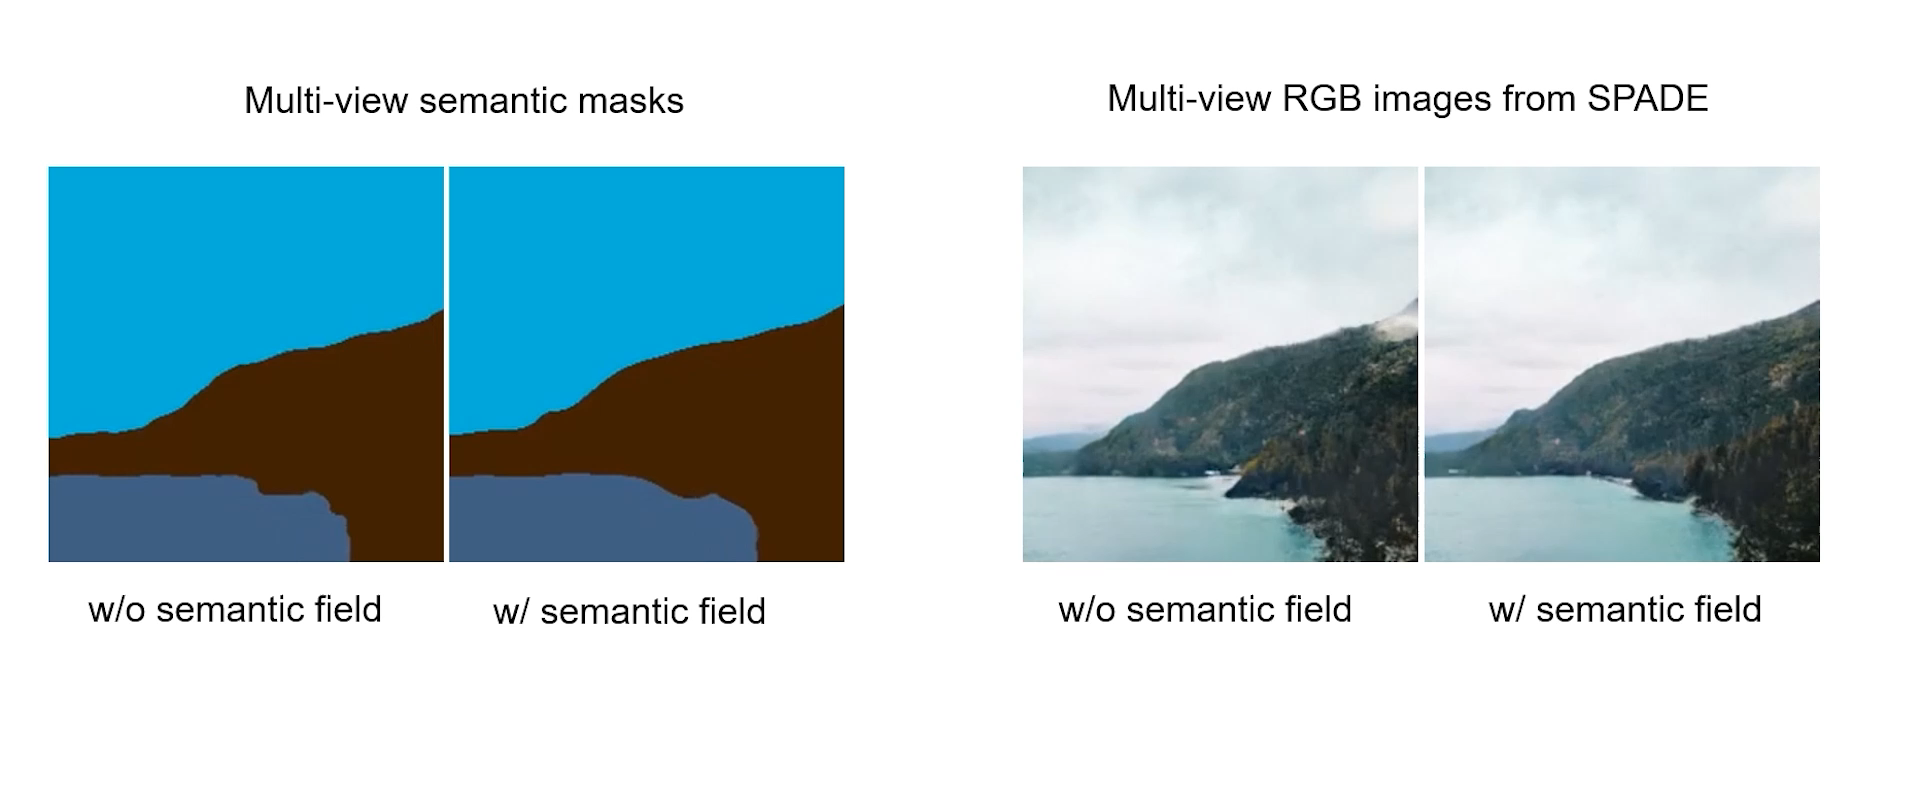 Multi-view semantic masks
Multi-view RGB images from SPADE
w/o semantic field
w/ semantic field
w/o semantic field
w/ semantic field